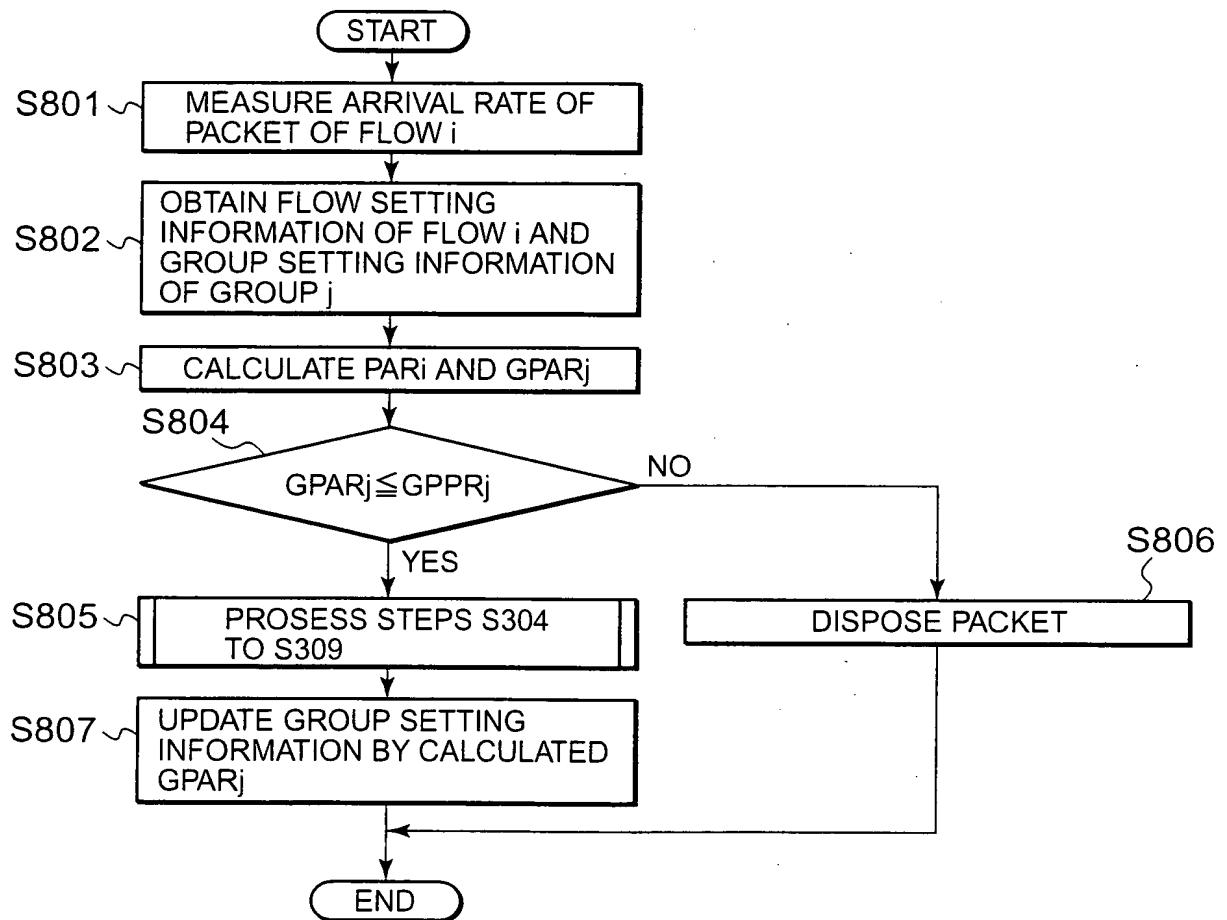 START
S801
MEASURE ARRIVAL RATE OF
PACKET OF FLOW i
S802
OBTAIN FLOW SETTING
INFORMATION OF FLOW i AND
GROUP SETTING INFORMATION
OF GROUP j
S803
CALCULATE PARi AND GPARj
S804
GPARj≦GPPRj
NO
YES
S805
PROSESS STEPS S304
TO S309
S806
DISPOSE PACKET
S807
UPDATE GROUP SETTING
INFORMATION BY CALCULATED
GPARj
END